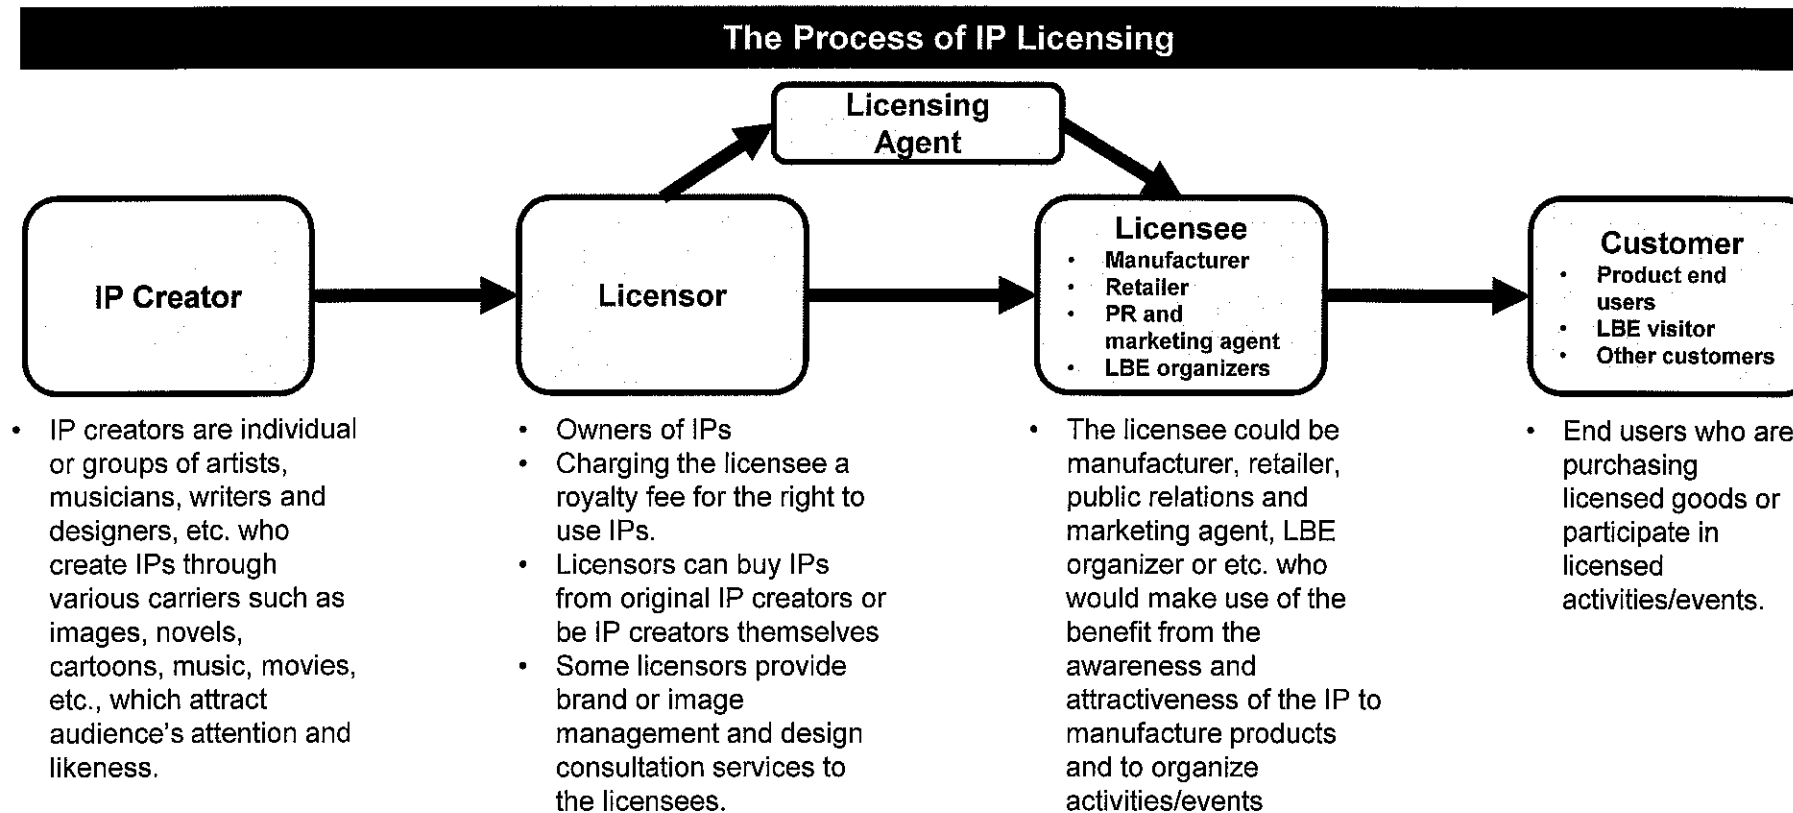 The Process of IP Licensing
Licensing
Agent
IP Creator
Licensor
Licensee
• Manufacturer
• Retailer
• PR and
marketing agent
• LBE organizers
Customer
• Product end
users
• LBE visitor
• Other customers
• IP creators are individual
or groups of artists,
musicians, writers and
designers, etc. who
create IPs through
various carriers such as
images, novels,
cartoons, music, movies,
etc., which attract
audience's attention and
likeness.
• Owners of IPs
• Charging the licensee a
royalty fee for the right to
use IPs.
• Licensors can buy IPs
from original IP creators or
be IP creators themselves
• Some licensors provide
brand or image
management and design
consultation services to
the licensees.
• The licensee could be
manufacturer, retailer,
public relations and
marketing agent, LBE
organizer or etc. who
would make use of the
benefit from the
awareness and
attractiveness of the IP to
manufacture products
and to organize
activities/events
• End users who are
purchasing
licensed goods or
participate in
licensed
activities/events.